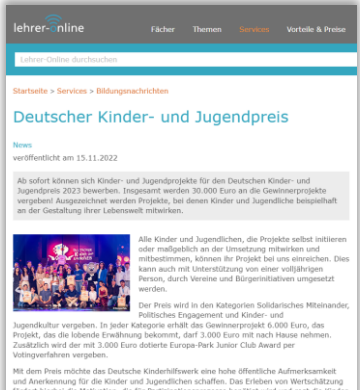 lehrer-online
Fächer Themen Services Vorteile & Preise
Lehrer-Online durchsuchen
Startseite > Services > Bildungsnachrichten
Deutscher Kinder- und Jugendpreis
News
veröffentlicht am 15.11.2022
Ab sofort können sich Kinder- und Jugendprojekte für den Deutschen Kinder- und
Jugendpreis 2023 bewerben. Insgesamt werden 30.000 Euro an die Gewinnerprojekte
vergeben! Ausgezeichnet werden Projekte, bei denen Kinder und Jugendliche beispielhaft
an der Gestaltung ihrer Lebenswelt mitwirken.
Alle Kinder und Jugendlichen, die Projekte selbst initiieren
oder maßgeblich an der Umsetzung mitwirken und
mitbestimmen, können ihr Projekt bei uns einreichen. Dies
kann auch mit Unterstützung von einer volljährigen
Person, durch Vereine und Bürgerinitiativen umgesetzt
werden.
Der Preis wird in den Kategorien Solidarisches Miteinander,
Politisches Engagement und Kinder- und
Jugendkultur vergeben. In jeder Kategorie erhält das Gewinnerprojekt 6.000 Euro, das
Projekt, das die lobende Erwähnung bekommt, darf 3.000 Euro mit nach Hause nehmen.
Zusätzlich wird der mit 3.000 Euro dotierte Europa-Park Junior Club Award per
Votingverfahren vergeben.
Mit dem Preis möchte das Deutsche Kinderhilfswerk eine hohe öffentliche Aufmerksamkeit
und Anerkennung für die Kinder und Jugendlichen schaffen. Das Erleben von Wertschätzung